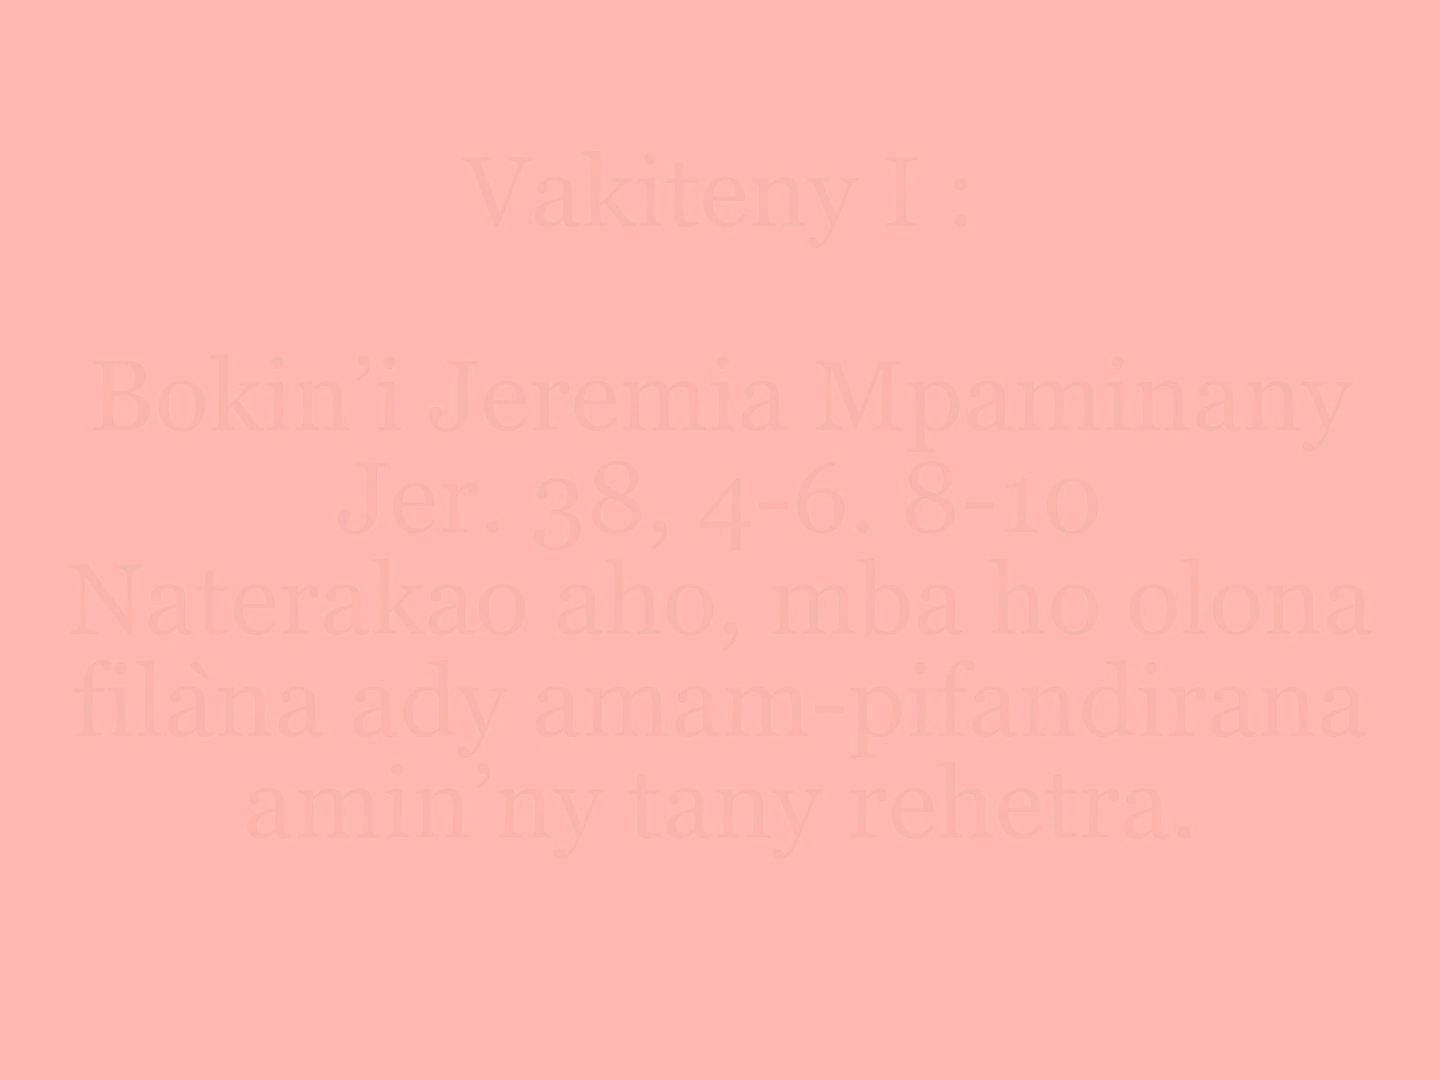 Vakiteny I :
Bokin’i Jeremia Mpaminany
Jer. 38, 4-6. 8-10
Naterakao aho, mba ho olona
filàna ady amam-pifandirana
amin’ny tany rehetra.